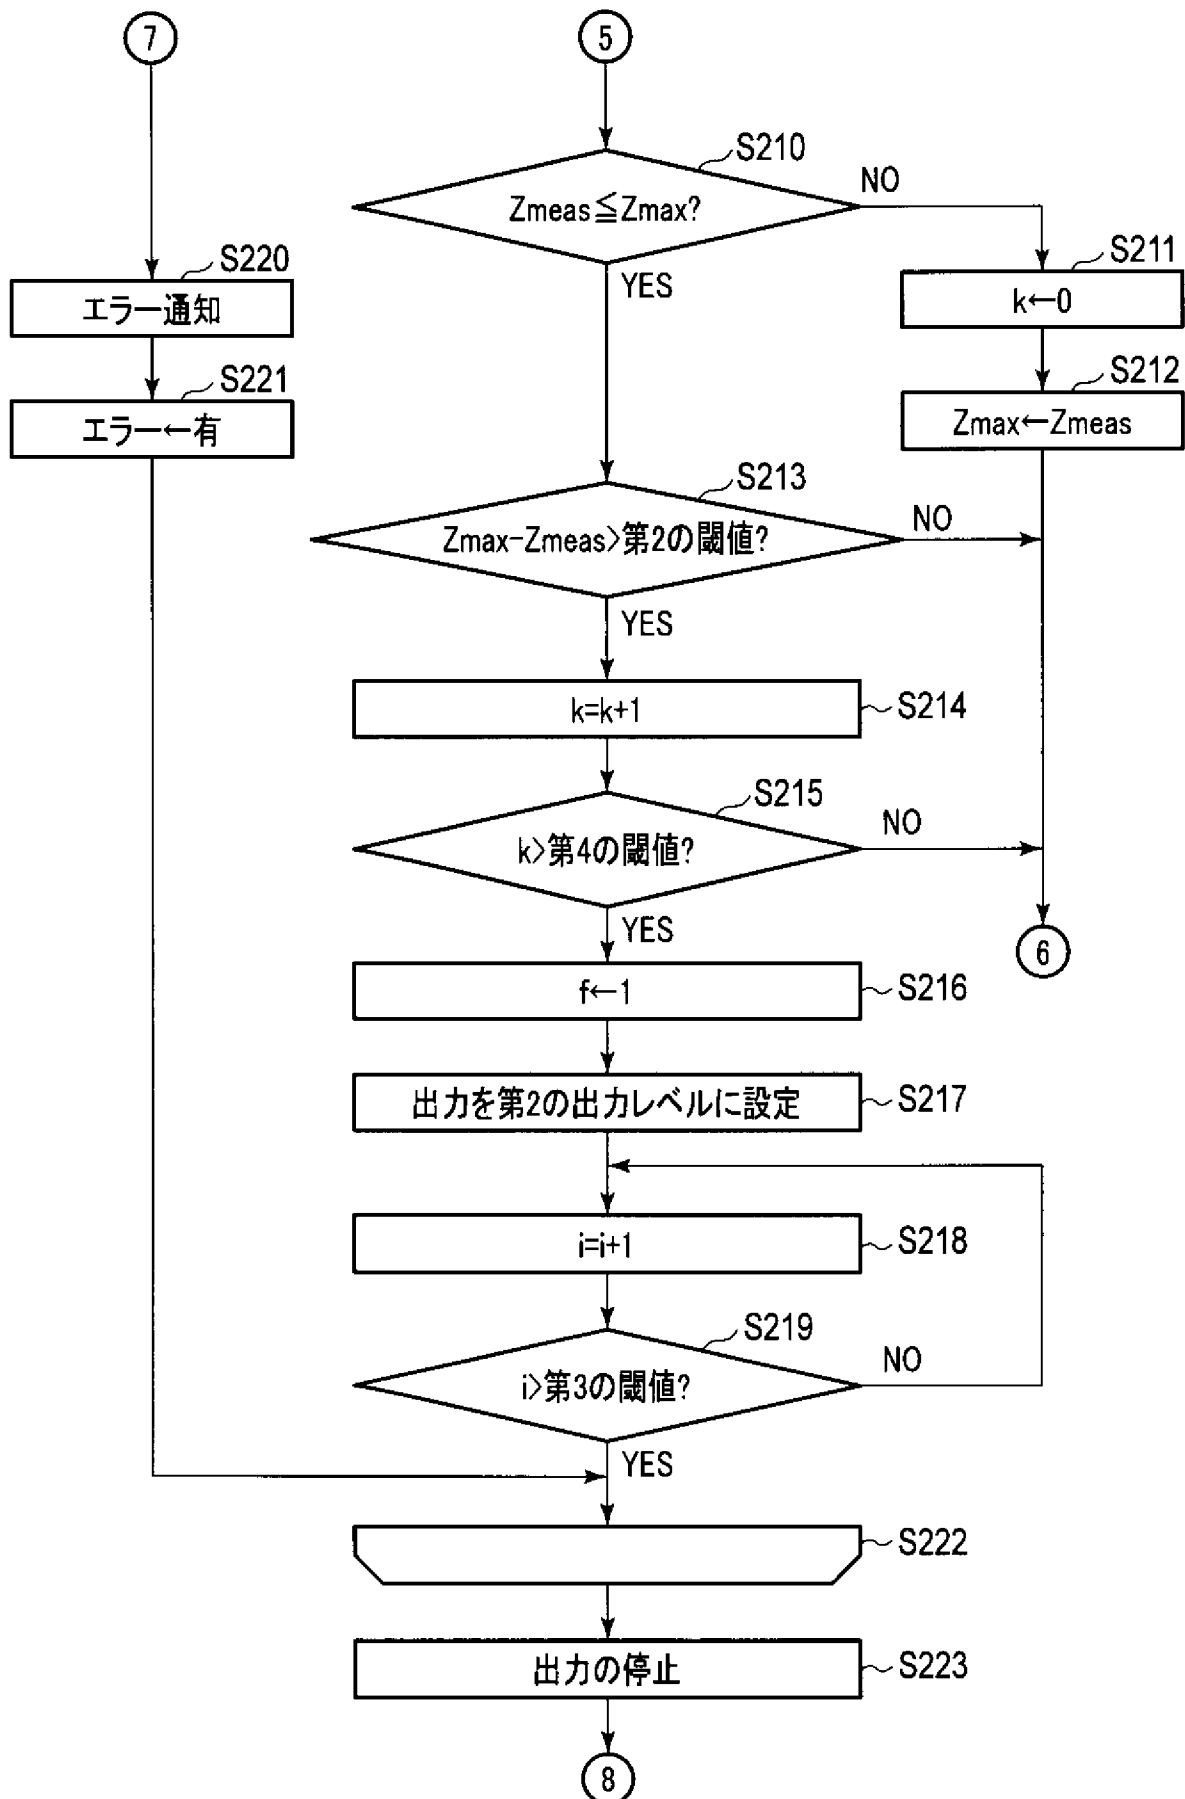 7
5
S210
Zmeas≦Zmax?
NO
YES
S220
エラー通知
S211
k←0
S221
エラー←有
S212
Zmax←Zmeas
S213
Zmax-Zmeas>第2の閾値?
NO
YES
k=k+1
S214
S215
k>第4の閾値?
NO
YES
6
f←1
S216
出力を第2の出力レベルに設定
S217
i=i+1
S218
S219
i>第3の閾値?
NO
YES
S222
出力の停止
S223
8